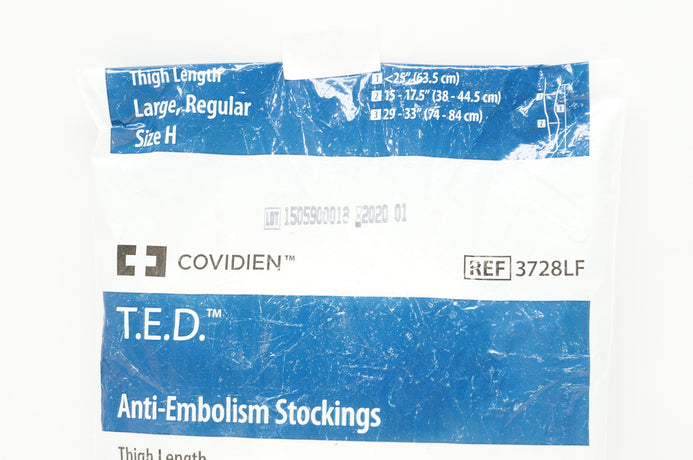 Thigh Length
Large, Regular
Size H
1 <25" (63.5 cm)
2 15 - 17.5" (38 - 44.5 cm)
3 29 - 33" (74 - 84 cm)
LOT 1505900018 2020 01
COVIDIEN™
REF 3728LF
T.E.D.™
Anti-Embolism Stockings
Thigh Length